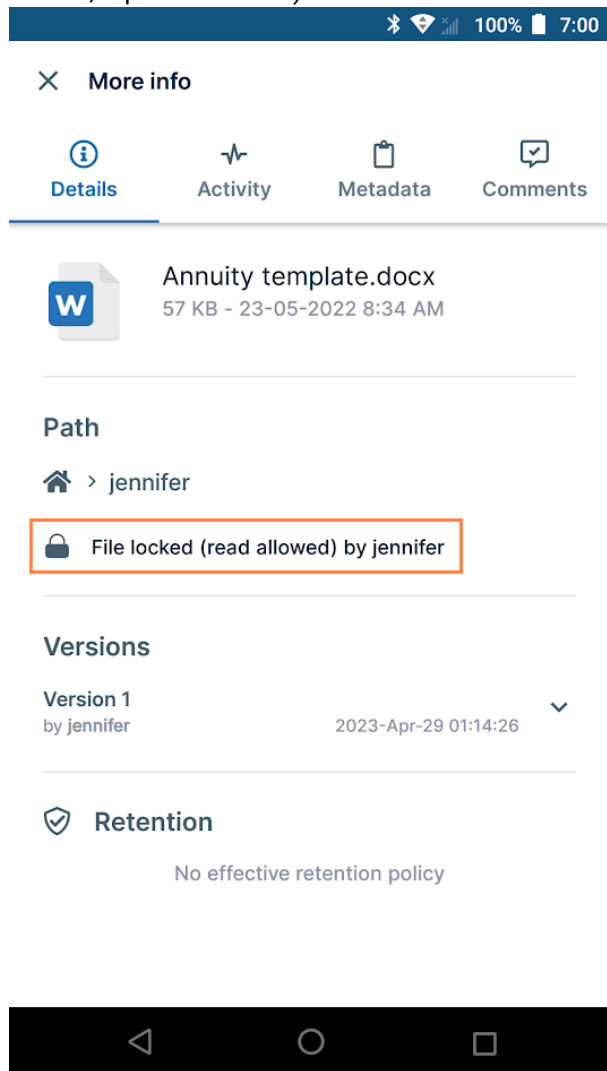 100% 7:00
More info
Details Activity Metadata Comments
W
Annuity template.docx
57 KB - 23-05-2022 8:34 AM
Path
> jennifer
File locked (read allowed) by jennifer
Versions
Version 1
by jennifer 2023-Apr-29 01:14:26
Retention
No effective retention policy